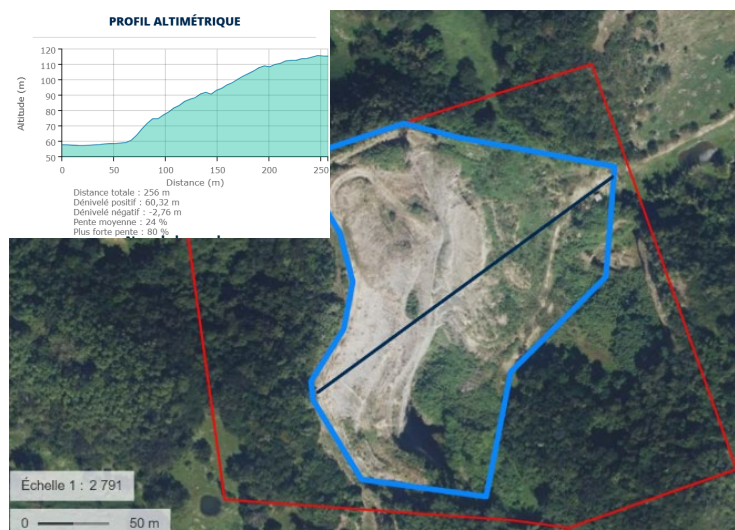 PROFIL ALTIMÉTRIQUE
Altitude (m)
120
110
100
90
80
70
60
50
0 50 100 150 200 250
Distance (m)
Distance totale : 256 m
Dénivelé positif : 60,32 m
Dénivelé négatif : -2,76 m
Pente moyenne : 24 %
Plus forte pente : 80 %
Échelle 1 : 2 791
0 50 m